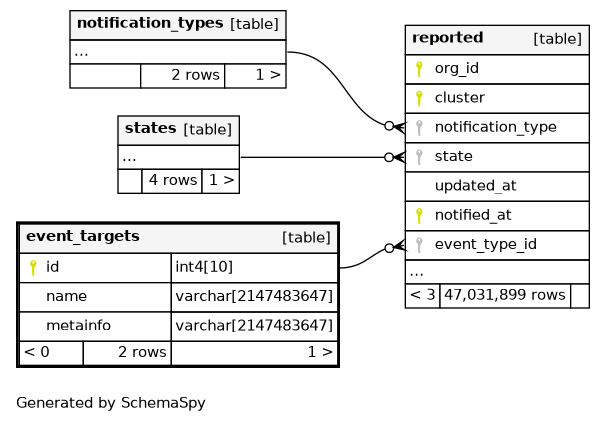 notification_types [table]
...
2 rows 1 >
states [table]
...
4 rows 1 >
event_targets [table]
id int4[10]
name varchar[2147483647]
metainfo varchar[2147483647]
< 0 2 rows 1 >
reported [table]
org_id
cluster
notification_type
state
updated_at
notified_at
event_type_id
...
< 3 47,031,899 rows
Generated by SchemaSpy